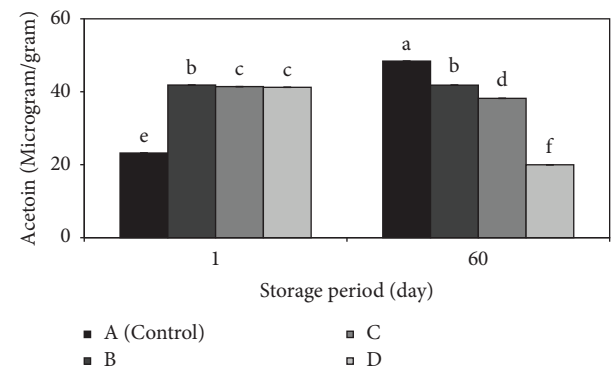 Acetoin (Microgram/gram)
60
40
20
0
e
b
c
c
a
b
d
f
1
60
Storage period (day)
A (Control)
B
C
D